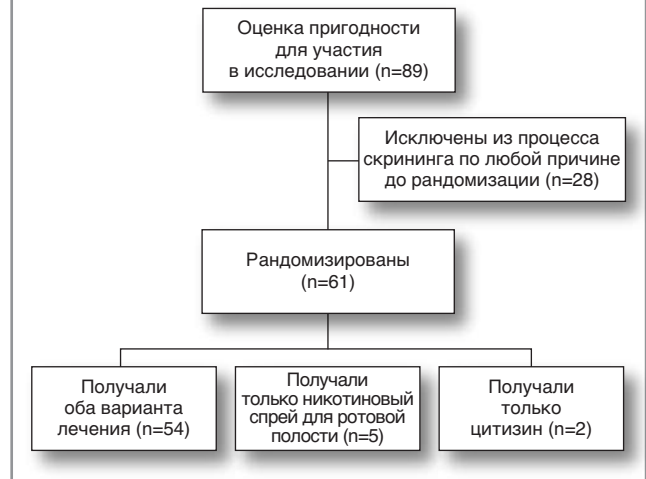 Оценка пригодности
для участия
в исследовании (n=89)
Исключены из процесса
скрининга по любой причине
до рандомизации (n=28)
Рандомизированы
(n=61)
Получали
оба варианта
лечения (n=54)
Получали
только никотиновый
спрей для ротовой
полости (n=5)
Получали
только
цитизин (n=2)